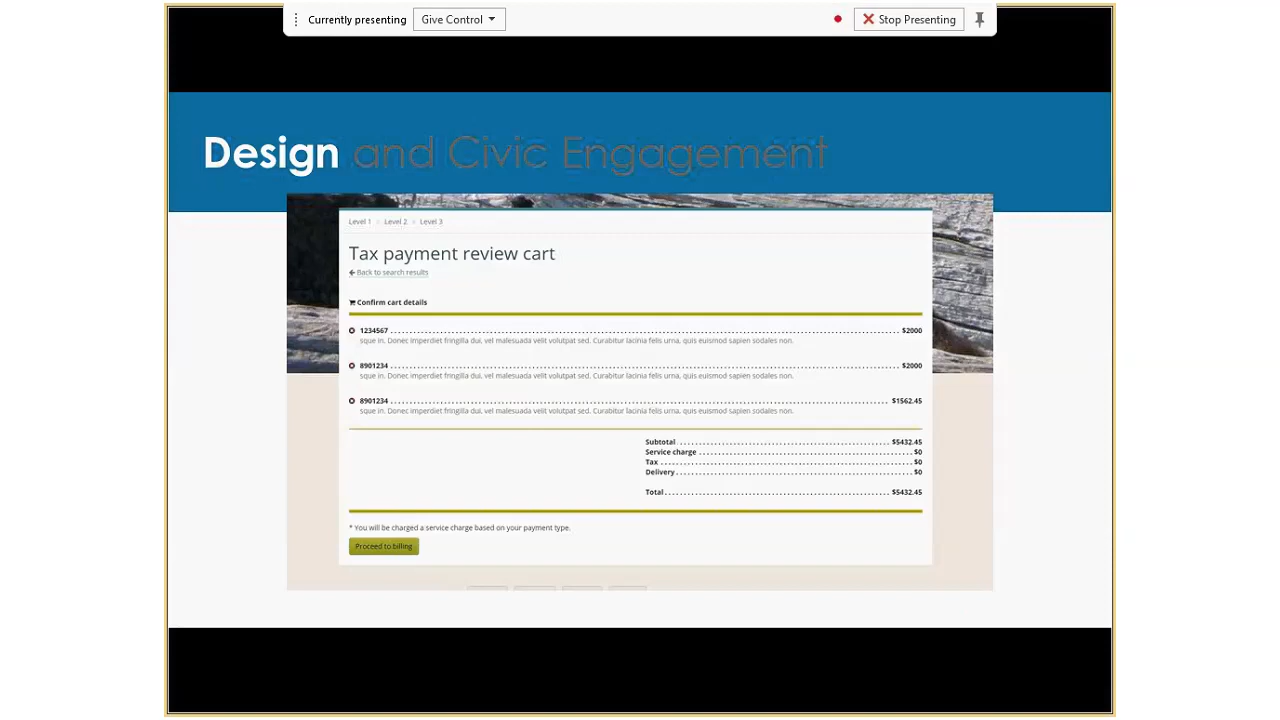 Currently presenting Give Control Stop Presenting
Design and Civic Engagement
Level 1 Level 2 Level 3
Tax payment review cart
Back to search results
Confirm cart details
1234567 $2000
sque in. Donec imperdiet fringilla dui, vel malesuada velit volutpat sed. Curabitur lacinia felis urna, quis euismod sapien sodales non.
8901234 $2000
sque in. Donec imperdiet fringilla dui, vel malesuada velit volutpat sed. Curabitur lacinia felis urna, quis euismod sapien sodales non.
8901234 $1562.45
sque in. Donec imperdiet fringilla dui, vel malesuada velit volutpat sed. Curabitur lacinia felis urna, quis euismod sapien sodales non.
Subtotal $5432.45
Service charge $0
Tax $0
Delivery $0
Total $5432.45
* You will be charged a service charge based on your payment type.
Proceed to billing